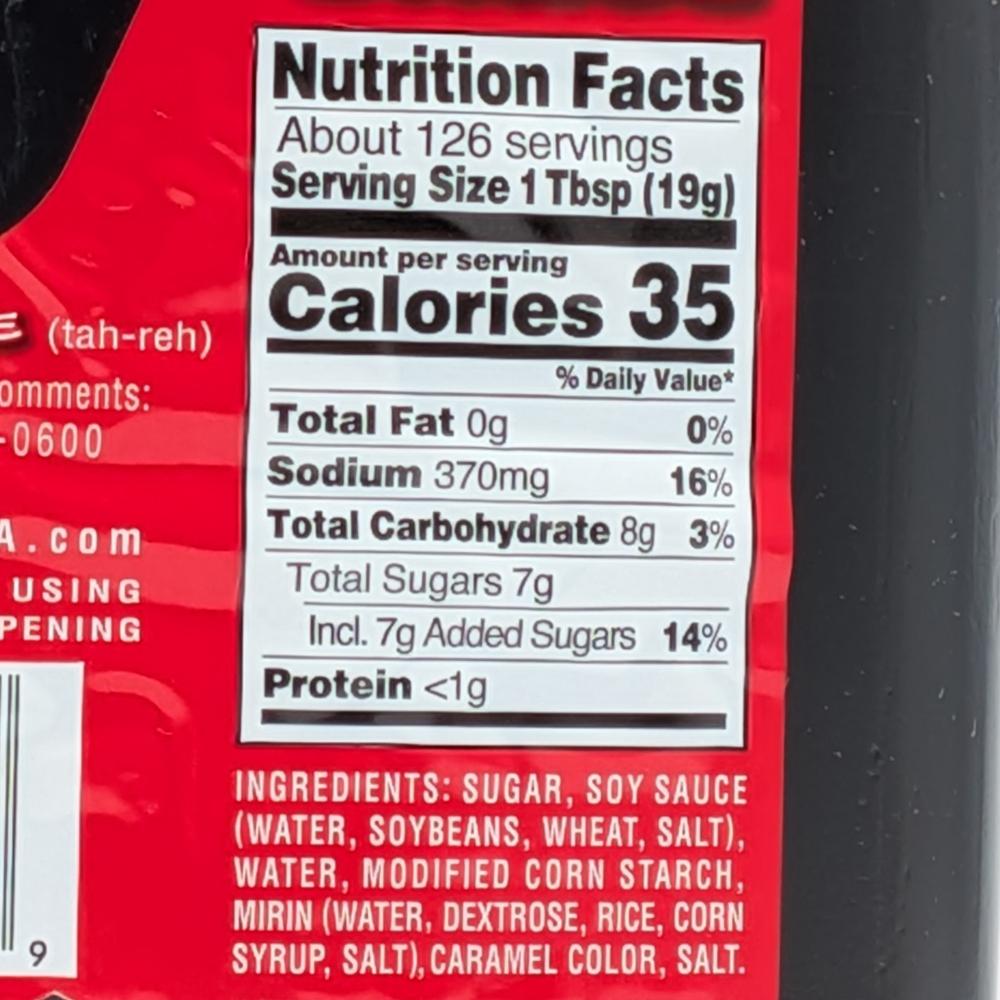 Nutrition Facts
About 126 servings
Serving Size 1 Tbsp (19g)
Amount per serving
Calories 35
% Daily Value*
Total Fat 0g 0%
Sodium 370mg 16%
Total Carbohydrate 8g 3%
Total Sugars 7g
Incl. 7g Added Sugars 14%
Protein <1g
INGREDIENTS: SUGAR, SOY SAUCE
(WATER, SOYBEANS, WHEAT, SALT),
WATER, MODIFIED CORN STARCH,
MIRIN (WATER, DEXTROSE, RICE, CORN
SYRUP, SALT), CARAMEL COLOR, SALT.
E (tah-reh)
omments:
-0600
A.com
USING
PENING
9